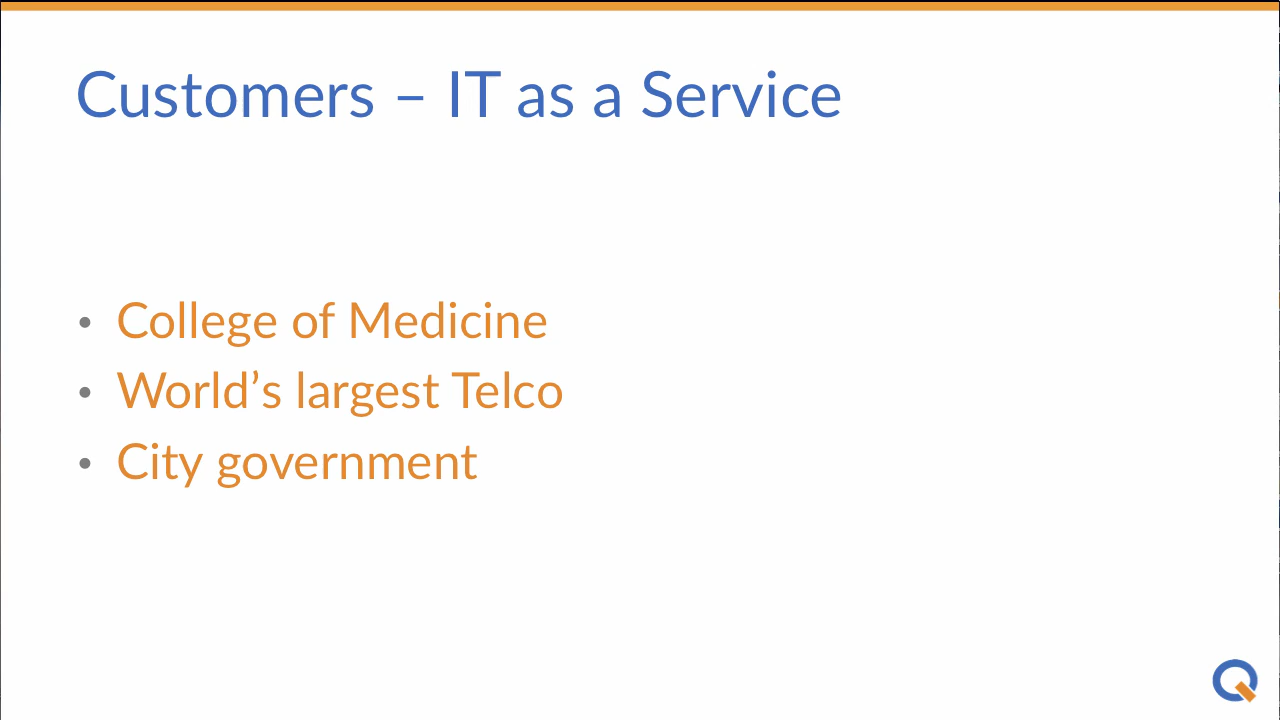 Customers – IT as a Service
• College of Medicine
• World’s largest Telco
• City government